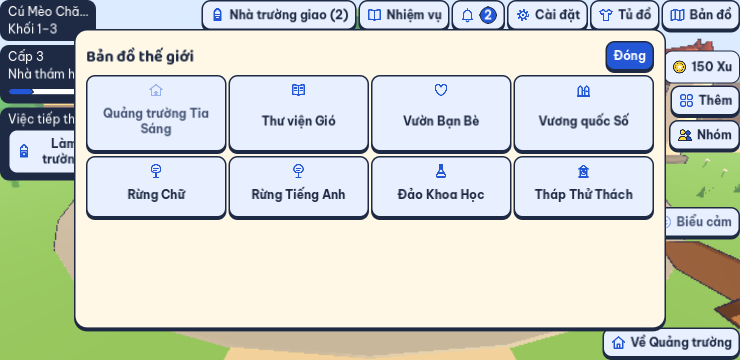 Cú Mèo Chă...
Khối 1-3
Nhà trường giao (2)
Nhiệm vụ
2
Cài đặt
Tủ đồ
Bản đồ
Cấp 3
Nhà thám h
Việc tiếp th
Làm
trườn
Bản đồ thế giới
Đóng
Quảng trường Tia
Sáng
Thư viện Gió
Vườn Bạn Bè
Vương quốc Số
Rừng Chữ
Rừng Tiếng Anh
Đảo Khoa Học
Tháp Thử Thách
150 Xu
Thêm
Nhóm
Biểu cảm
Về Quảng trường